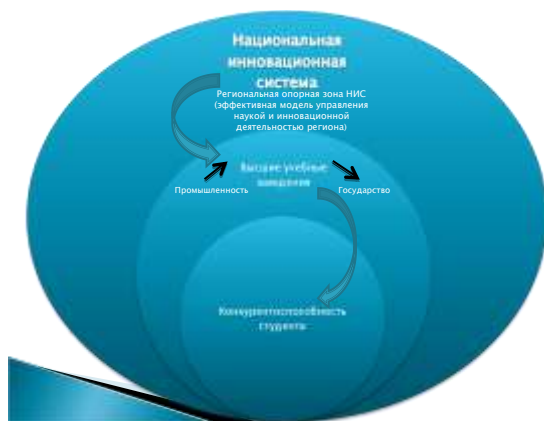 Национальная
инновационная
система
Региональная опорная зона НИС
(эффективная модель управления
наукой и инновационной
деятельностью региона)
Высшие учебные
заведения
Промышленность
Государство
Конкурентоспособность
студента